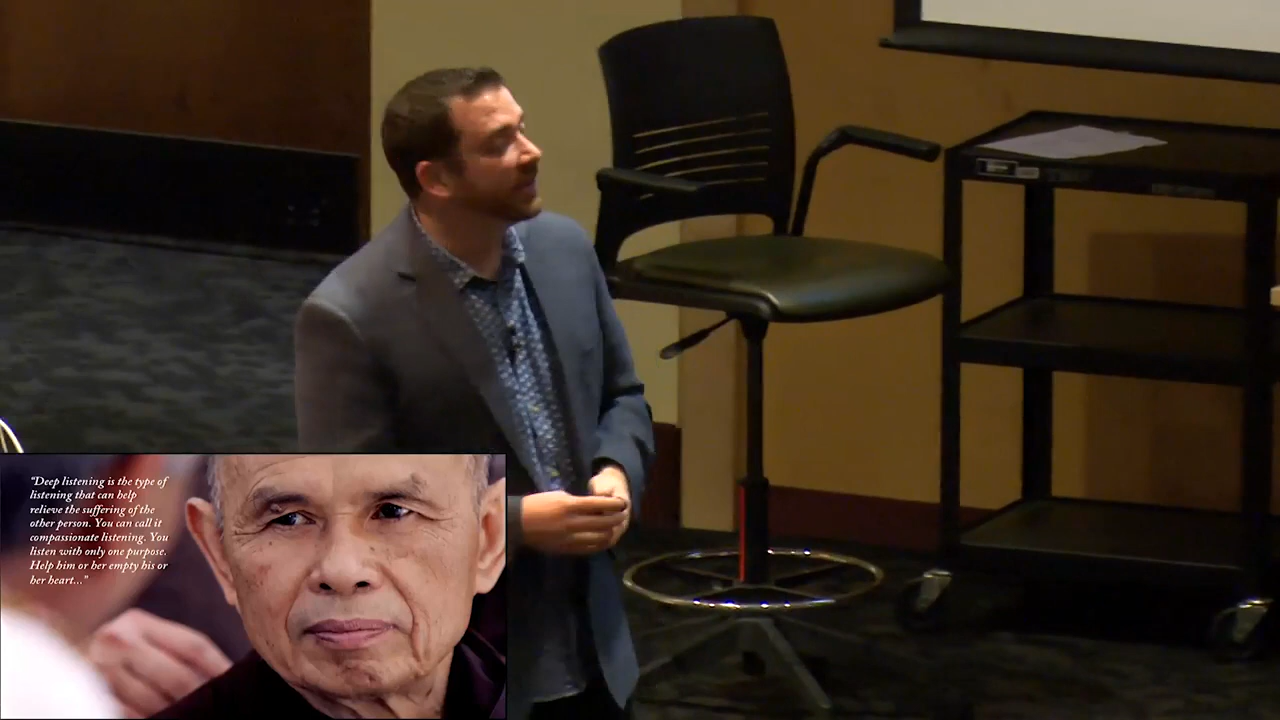 "Deep listening is the type of
listening that can help
relieve the suffering of the
other person. You can call it
compassionate listening. You
listen with only one purpose.
Help him or her empty his or
her heart..."